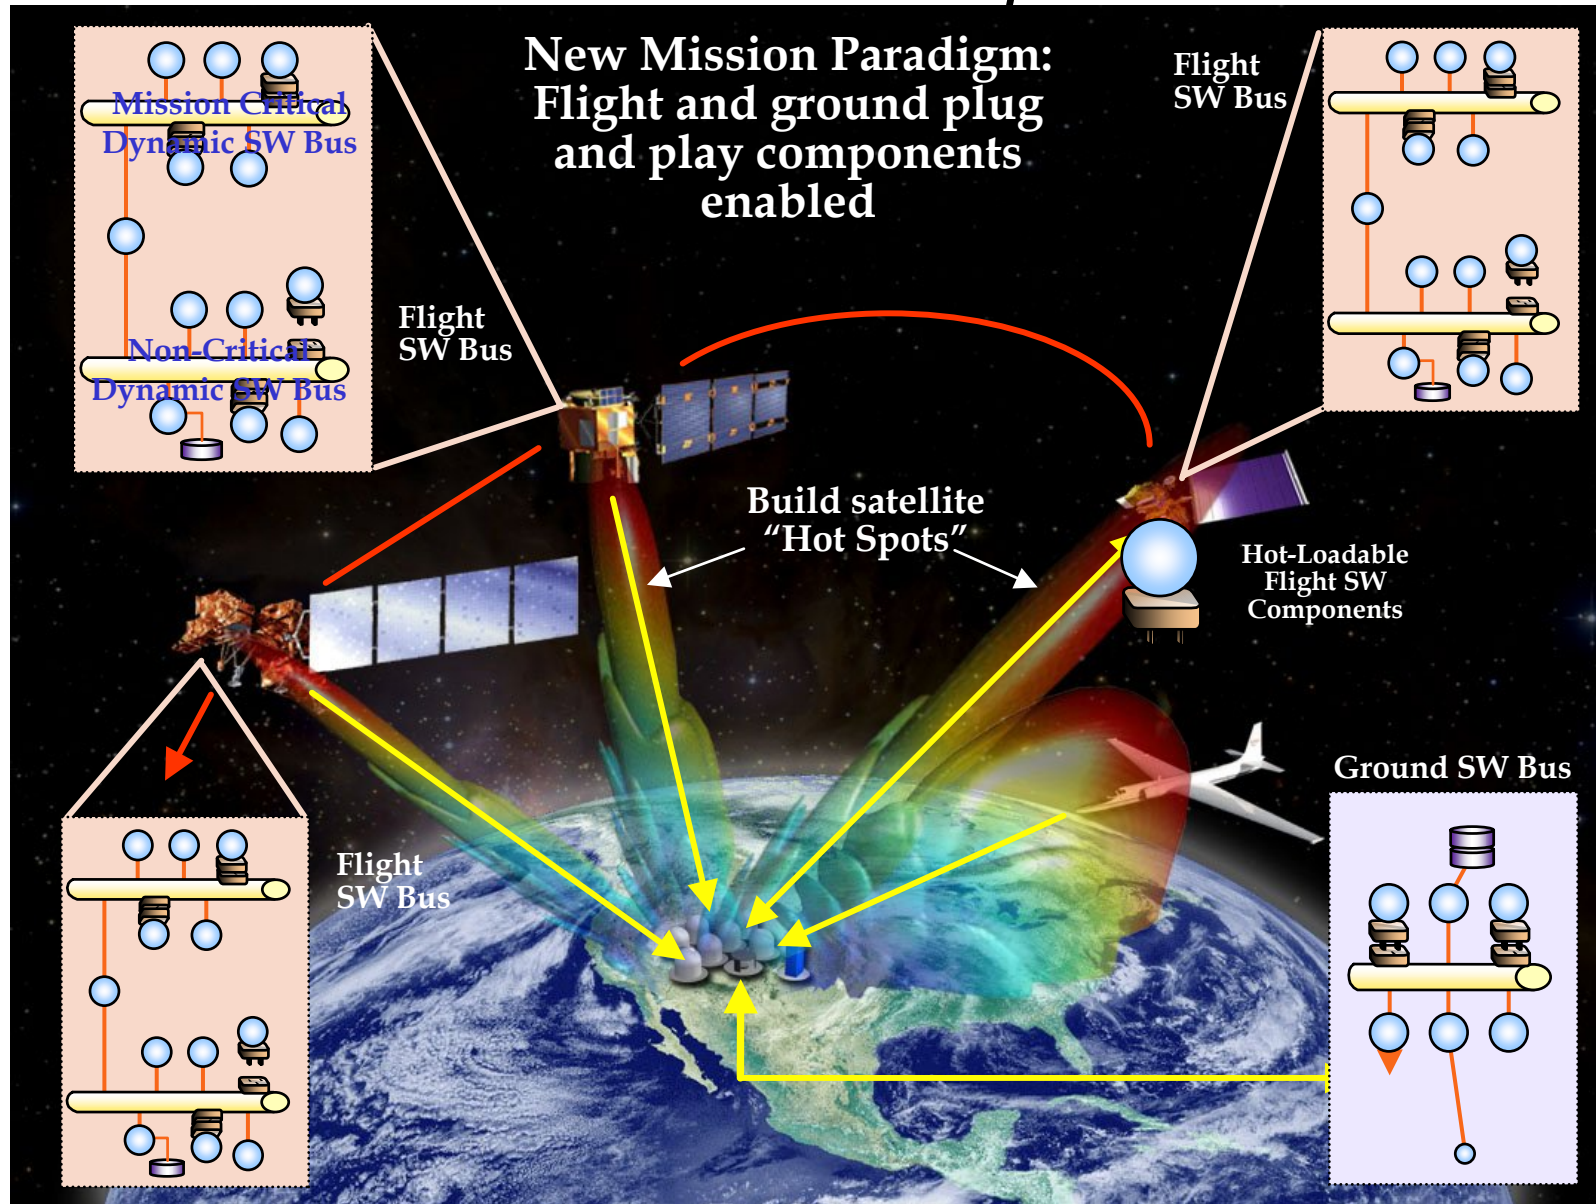 New Mission Paradigm:
Flight and ground plug
and play components
enabled
Mission Critical
Dynamic SW Bus
Non-Critical
Dynamic SW Bus
Flight
SW Bus
Flight
SW Bus
Build satellite
“Hot Spots”
Hot-Loadable
Flight SW
Components
Ground SW Bus
Flight
SW Bus